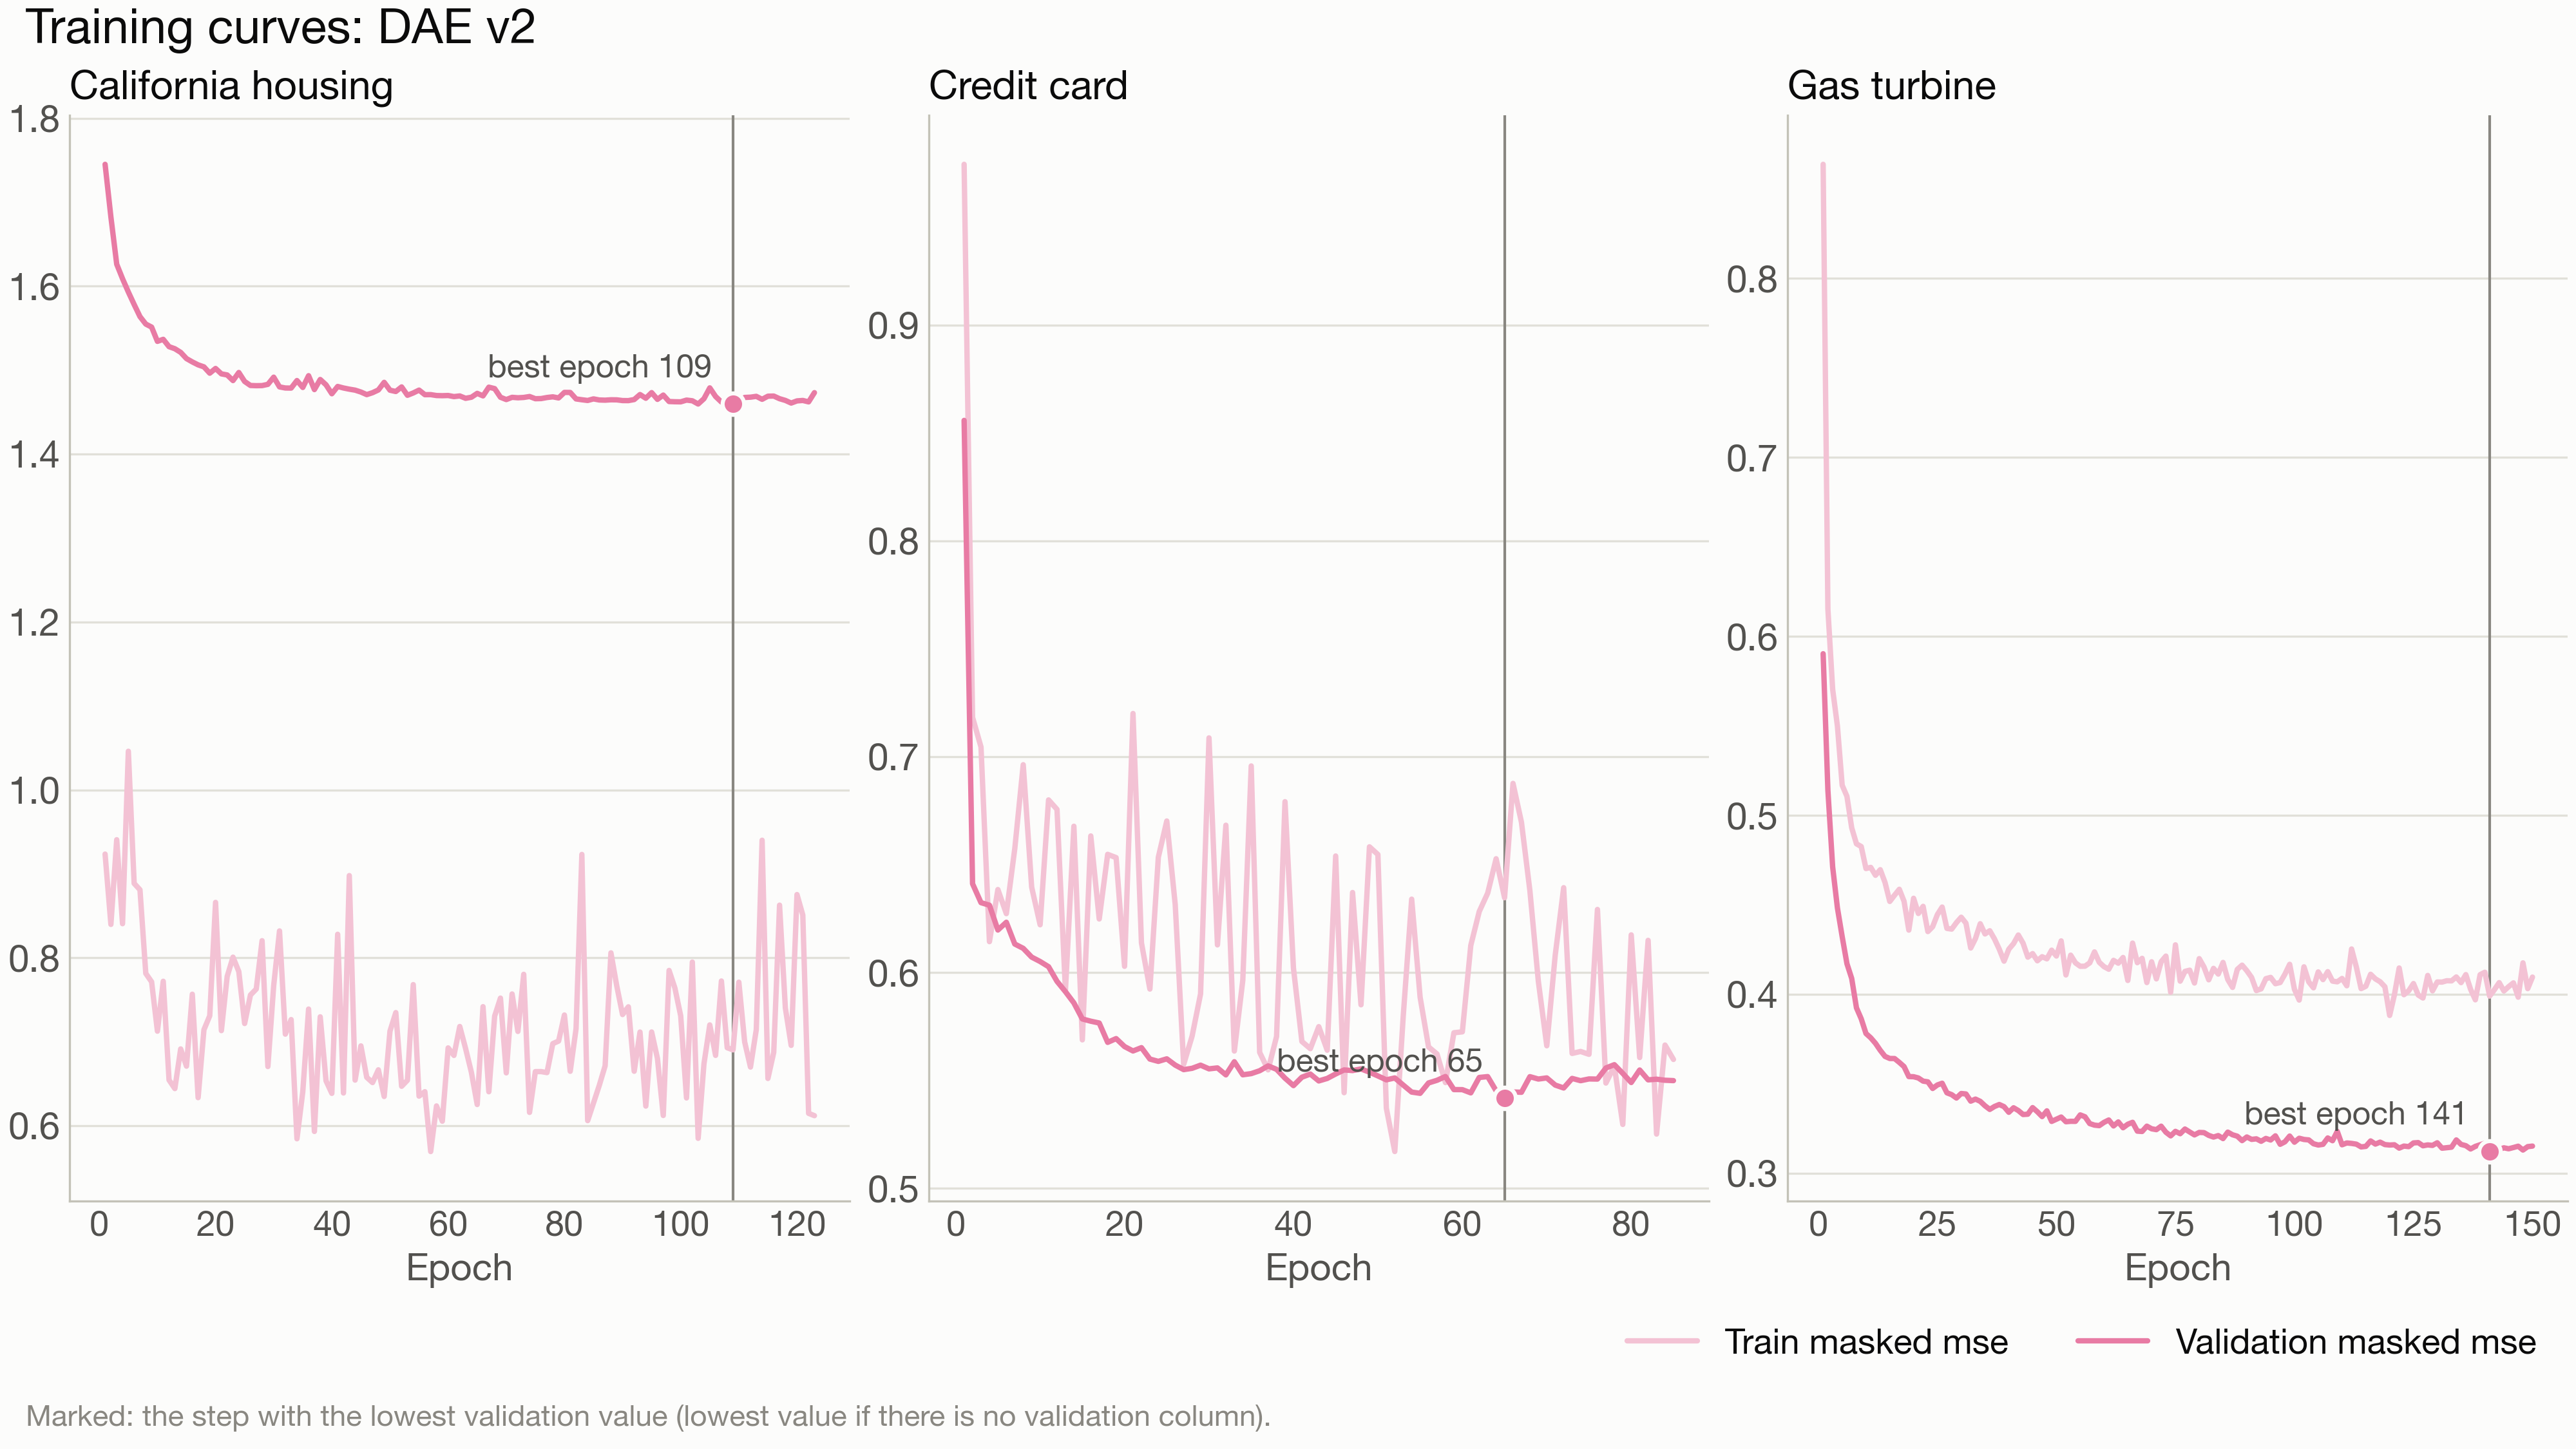 Training curves: DAE v2
California housing
1.8
1.6
1.4
1.2
1.0
0.8
0.6
best epoch 109
0 20 40 60 80 100 120
Epoch
Credit card
0.9
0.8
0.7
0.6
0.5
best epoch 65
0 20 40 60 80
Epoch
Gas turbine
0.8
0.7
0.6
0.5
0.4
0.3
best epoch 141
0 25 50 75 100 125 150
Epoch
Train masked mse Validation masked mse
Marked: the step with the lowest validation value (lowest value if there is no validation column).